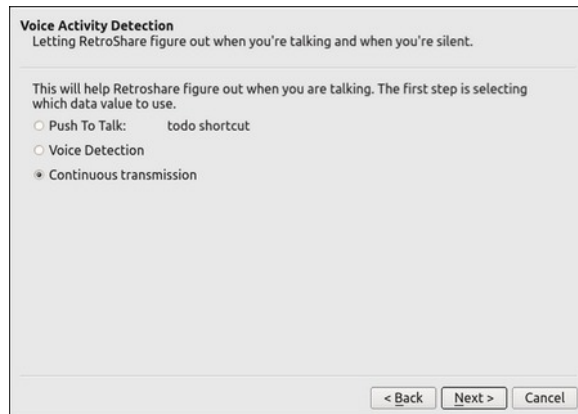 Voice Activity Detection
Letting RetroShare figure out when you're talking and when you're silent.
This will help Retroshare figure out when you are talking. The first step is selecting
which data value to use.
Push To Talk: todo shortcut
Voice Detection
Continuous transmission
< Back Next > Cancel